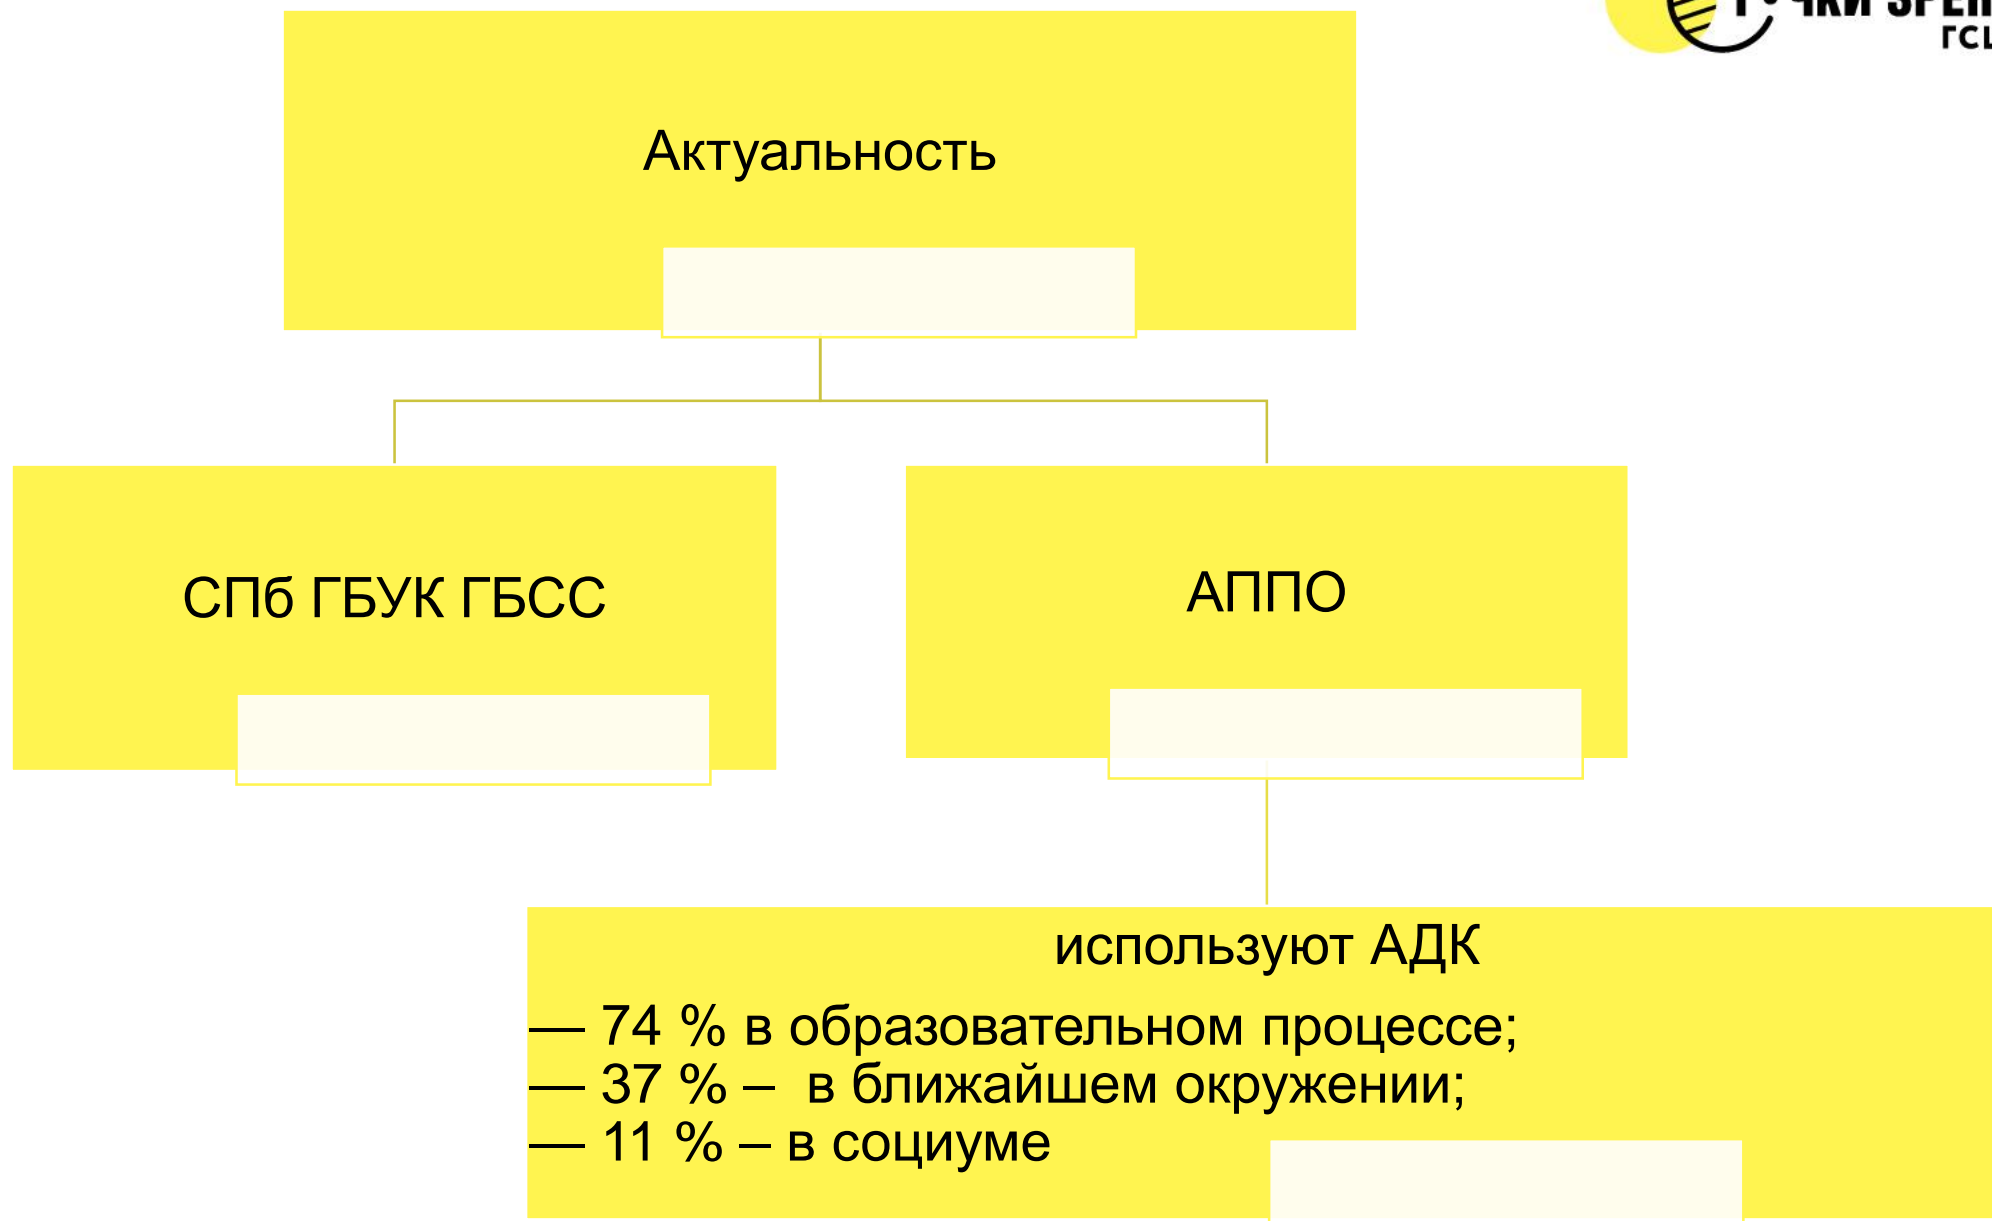 Актуальность
СПб ГБУК ГБСС
АППО
используют АДК
— 74 % в образовательном процессе;
— 37 % – в ближайшем окружении;
— 11 % – в социуме